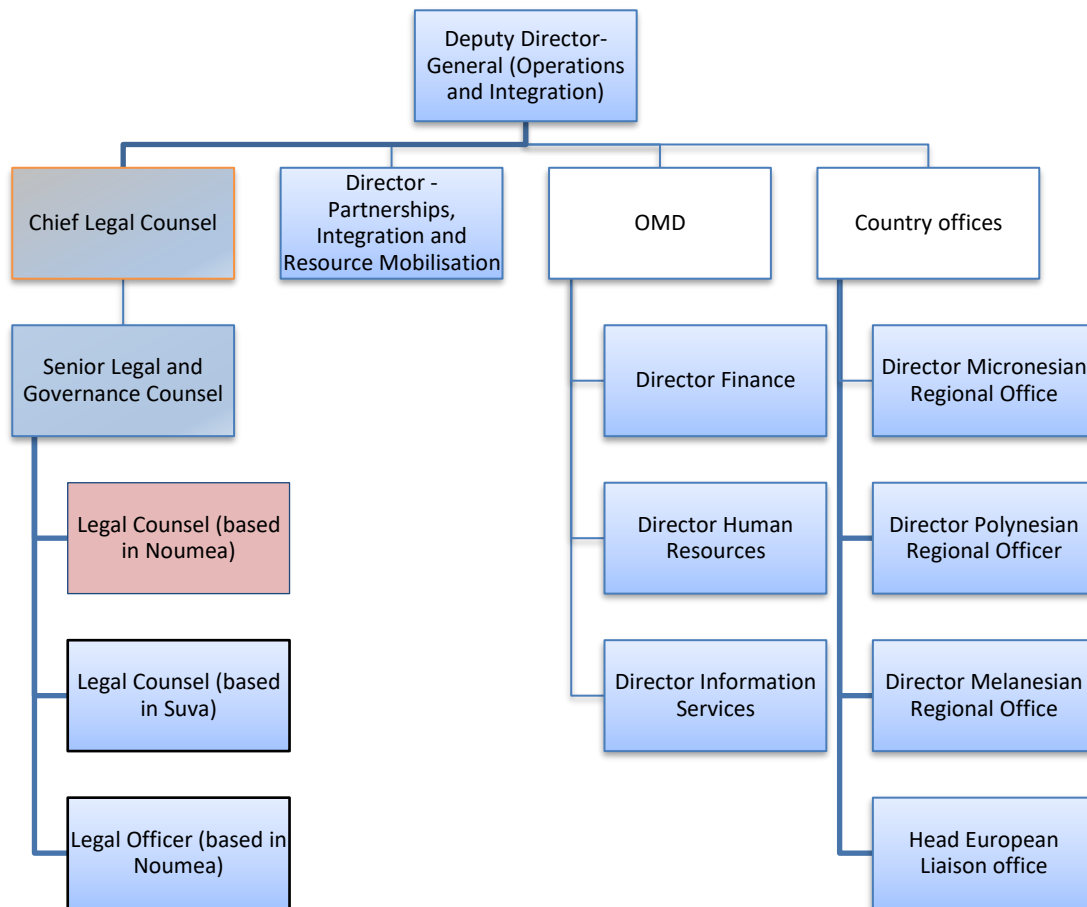 Deputy Director-
General (Operations
and Integration)
Chief Legal Counsel
Director -
Partnerships,
Integration and
Resource Mobilisation
OMD
Country offices
Senior Legal and
Governance Counsel
Legal Counsel (based
in Noumea)
Legal Counsel (based
in Suva)
Legal Officer (based in
Noumea)
Director Finance
Director Human
Resources
Director Information
Services
Director Micronesian
Regional Office
Director Polynesian
Regional Officer
Director Melanesian
Regional Office
Head European
Liaison office